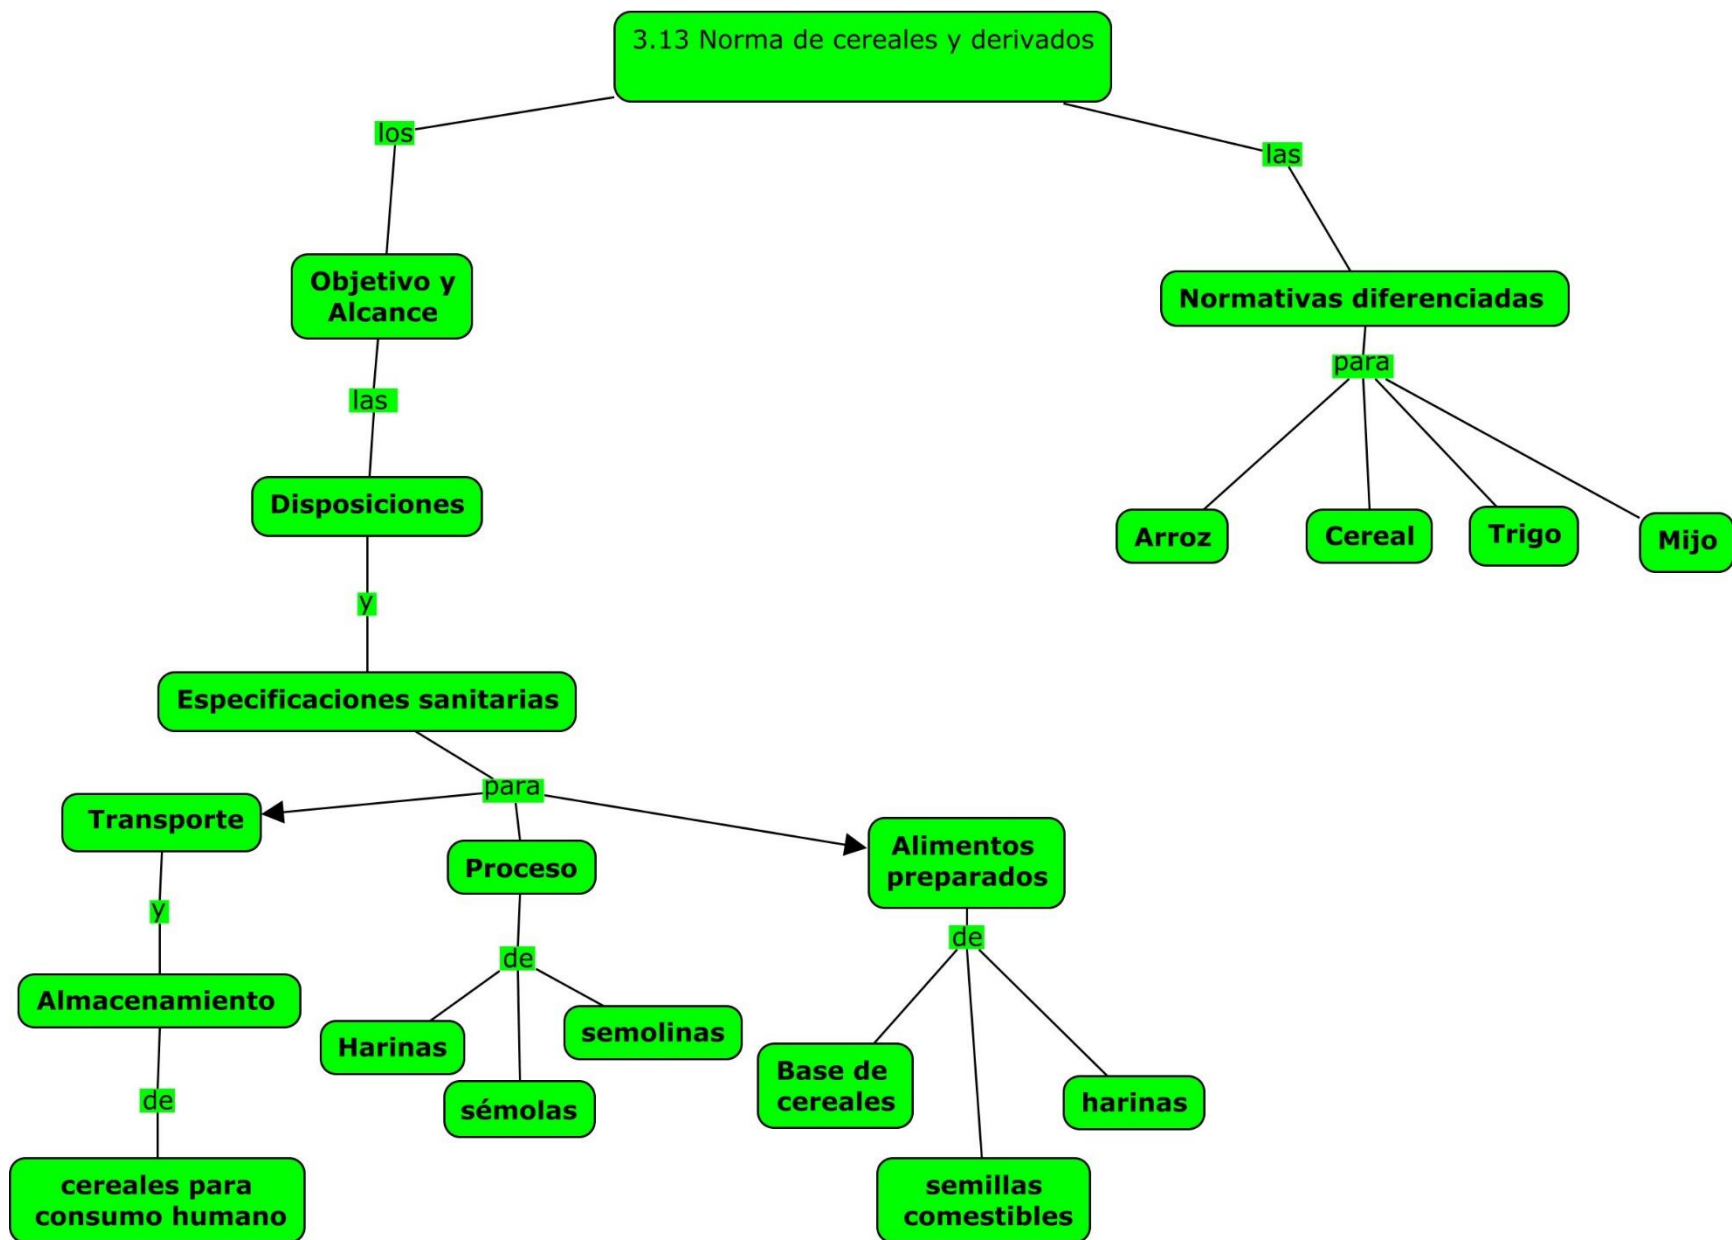 3.13 Norma de cereales y derivados
los
las
Objetivo y
Alcance
Normativas diferenciadas
las
para
Disposiciones
Arroz
Cereal
Trigo
Mijo
y
Especificaciones sanitarias
para
Transporte
Proceso
Alimentos
preparados
y
de
de
Almacenamiento
Harinas
sémolas
semolinas
Base de
cereales
semillas
comestibles
harinas
de
cereales para
consumo humano